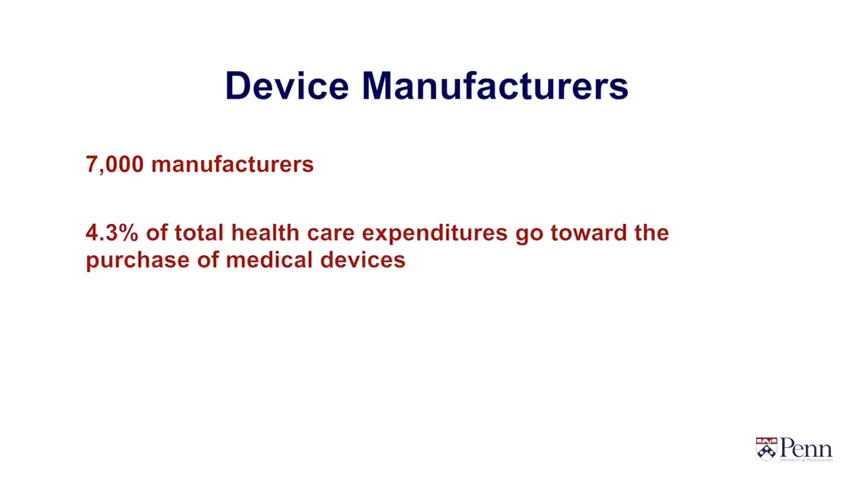 Device Manufacturers
7,000 manufacturers
4.3% of total health care expenditures go toward the
purchase of medical devices
Penn